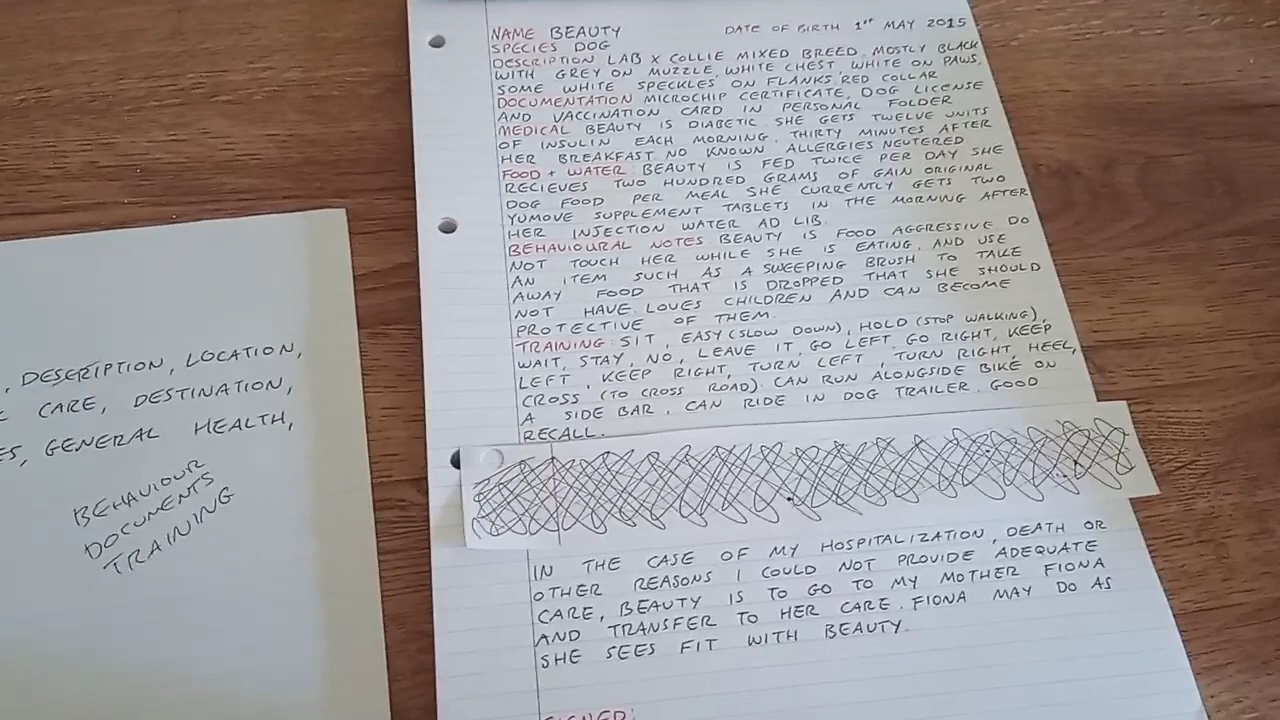 NAME BEAUTY DATE OF BIRTH 1ST MAY 2015
SPECIES DOG
DESCRIPTION LAB X COLLIE MIXED BREED. MOSTLY BLACK
WITH GREY ON MUZZLE, WHITE CHEST, WHITE ON PAWS,
SOME WHITE SPECKLES ON FLANKS, RED COLLAR
DOCUMENTATION MICROCHIP CERTIFICATE, DOG LICENSE
AND VACCINATION CARD IN PERSONAL FOLDER
MEDICAL BEAUTY IS DIABETIC. SHE GETS TWELVE UNITS
OF INSULIN EACH MORNING, THIRTY MINUTES AFTER
HER BREAKFAST NO KNOWN ALLERGIES NEUTERED
FOOD + WATER: BEAUTY IS FED TWICE PER DAY SHE
RECIEVES TWO HUNDRED GRAMS OF GAIN ORIGINAL
DOG FOOD PER MEAL SHE CURRENTLY GETS TWO
YUMOVE SUPPLEMENT TABLETS IN THE MORNING AFTER
HER INJECTION WATER AD LIB.
BEHAVIOURAL NOTES BEAUTY IS FOOD AGGRESSIVE DO
NOT TOUCH HER WHILE SHE IS EATING, AND USE
AN ITEM SUCH AS A SWEEPING BRUSH TO TAKE
AWAY FOOD THAT IS DROPPED THAT SHE SHOULD
NOT HAVE. LOVES CHILDREN AND CAN BECOME
PROTECTIVE OF THEM.
TRAINING: SIT, EASY (SLOW DOWN), HOLD (STOP WALKING),
WAIT, STAY, NO, LEAVE IT, GO LEFT, GO RIGHT, KEEP
LEFT, KEEP RIGHT, TURN LEFT, TURN RIGHT, HEEL,
CROSS (TO CROSS ROAD). CAN RUN ALONGSIDE BIKE ON
A SIDE BAR. CAN RIDE IN DOG TRAILER. GOOD
RECALL.
IN THE CASE OF MY HOSPITALIZATION, DEATH OR
OTHER REASONS I COULD NOT PROVIDE ADEQUATE
CARE, BEAUTY IS TO GO TO MY MOTHER FIONA
AND TRANSFER TO HER CARE. FIONA MAY DO AS
SHE SEES FIT WITH BEAUTY.
SIGNED:
, DESCRIPTION, LOCATION,
CARE, DESTINATION,
GENERAL HEALTH,
BEHAVIOUR
DOCUMENTS
TRAINING